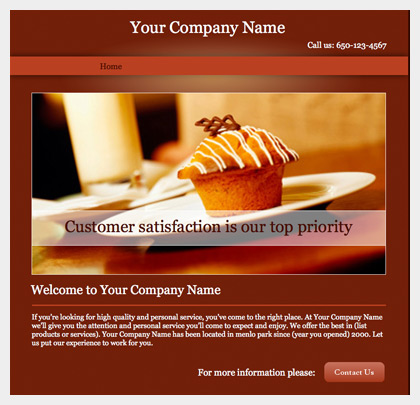 Your Company Name
Call us: 650-123-4567
Home
Customer satisfaction is our top priority
Welcome to Your Company Name
If you're looking for high quality and personal service, you've come to the right place. At Your Company Name
we'll give you the attention and personal service you'll come to expect and enjoy. We offer the best in (list
products or services). Your Company Name has been located in menlo park since (year you opened) 2000. Let
us put our experience to work for you.
For more information please:
Contact Us